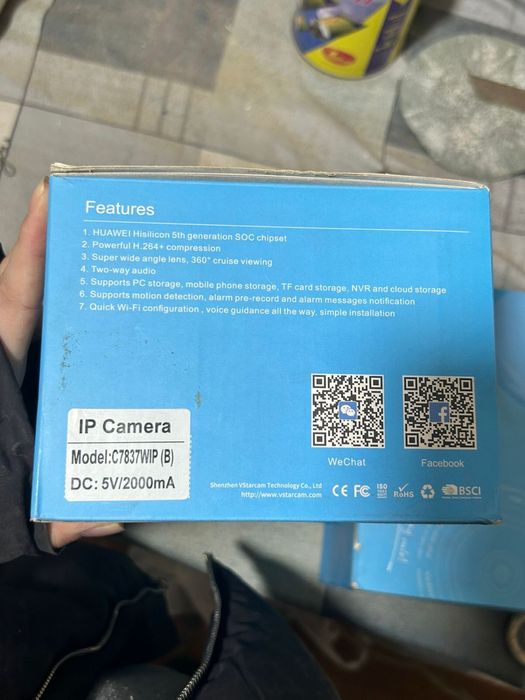 Features
1. HUAWEI Hisilicon 5th generation SOC chipset
2. Powerful H.264+ compression
3. Super wide angle lens, 360° cruise viewing
4. Two-way audio
5. Supports PC storage, mobile phone storage, TF card storage, NVR and cloud storage
6. Supports motion detection, alarm pre-record and alarm messages notification
7. Quick Wi-Fi configuration , voice guidance all the way, simple installation
IP Camera
Model:C7837WIP (B)
DC: 5V/2000mA
WeChat
Facebook
Shenzhen VStarcam Technology Co., Ltd
http://www.vstarcam.com
CE FC ISO RoHS BSCI